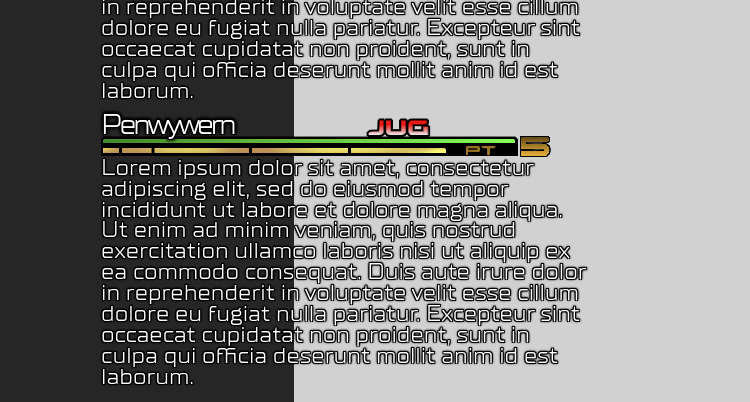 in reprehenderit in voluptate velit esse cillum
dolore eu fugiat nulla pariatur. Excepteur sint
occaecat cupidatat non proident, sunt in
culpa qui officia deserunt mollit anim id est
laborum.
Penwywern JUG
PT 5
Lorem ipsum dolor sit amet, consectetur
adipiscing elit, sed do eiusmod tempor
incididunt ut labore et dolore magna aliqua.
Ut enim ad minim veniam, quis nostrud
exercitation ullamco laboris nisi ut aliquip ex
ea commodo consequat. Duis aute irure dolor
in reprehenderit in voluptate velit esse cillum
dolore eu fugiat nulla pariatur. Excepteur sint
occaecat cupidatat non proident, sunt in
culpa qui officia deserunt mollit anim id est
laborum.